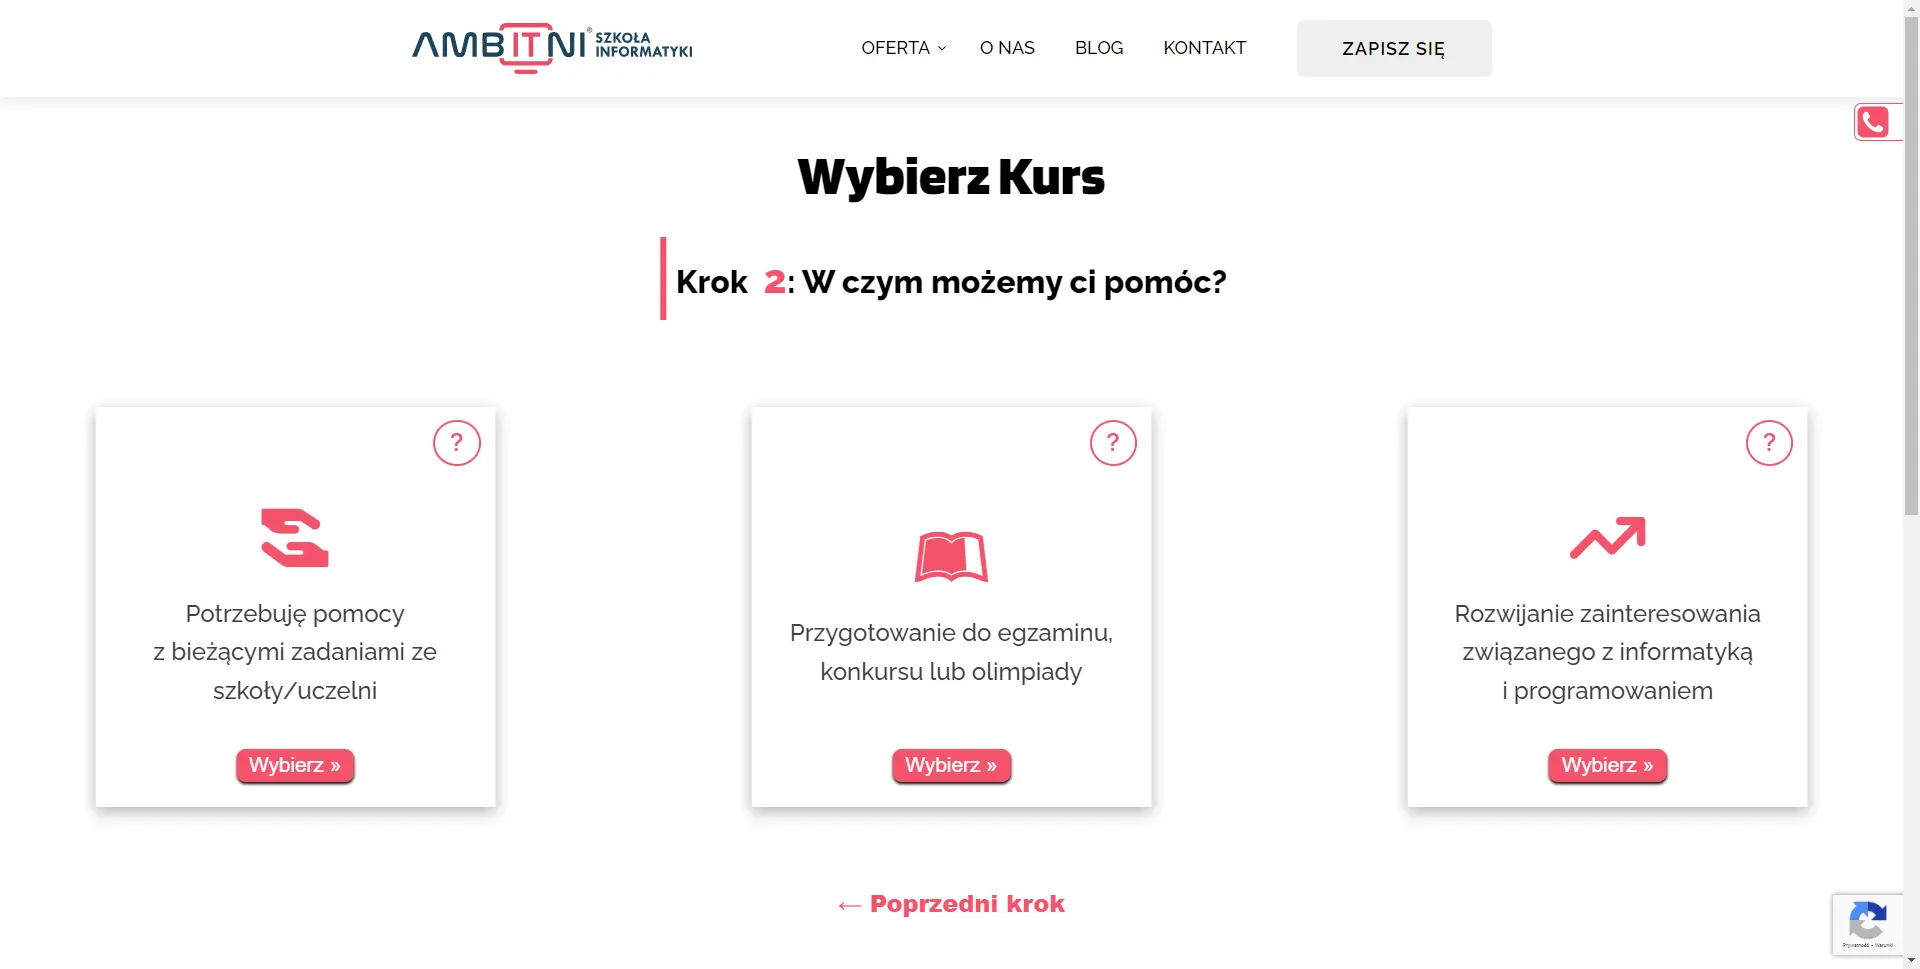 AMBITNI® SZKOŁA
INFORMATYKI
OFERTA
O NAS
BLOG
KONTAKT
ZAPISZ SIĘ
Wybierz Kurs
Krok 2: W czym możemy ci pomóc?
?
Potrzebuję pomocy
z bieżącymi zadaniami ze
szkoły/uczelni
Wybierz »
?
Przygotowanie do egzaminu,
konkursu lub olimpiady
Wybierz »
?
Rozwijanie zainteresowania
związanego z informatyką
i programowaniem
Wybierz »
← Poprzedni krok
Prywatność - Warunki